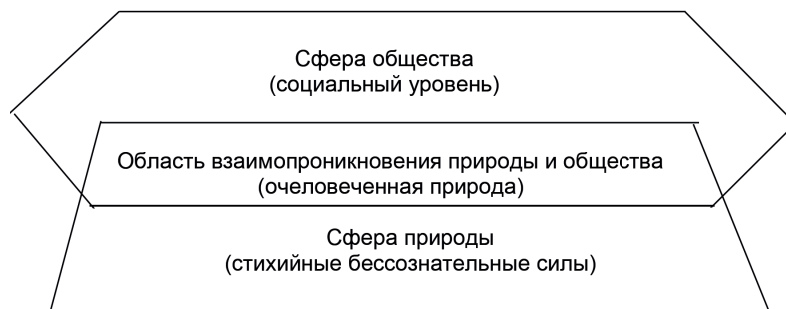 Сфера общества
(социальный уровень)
Область взаимопроникновения природы и общества
(очеловеченная природа)
Сфера природы
(стихийные бессознательные силы)